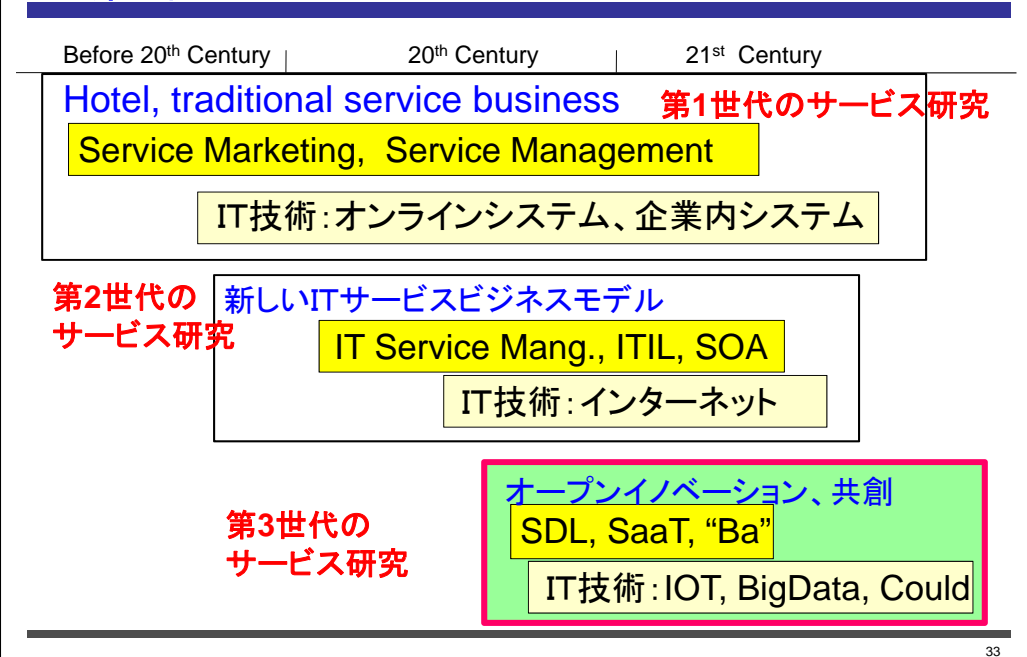 Before 20th Century
20th Century
21st Century
Hotel, traditional service business
第1世代のサービス研究
Service Marketing, Service Management
IT技術:オンラインシステム、企業内システム
第2世代の
サービス研究
新しいITサービスビジネスモデル
IT Service Mang., ITIL, SOA
IT技術:インターネット
オープンイノベーション、共創
第3世代の
サービス研究
SDL, SaaT, “Ba”
IT技術:IOT, BigData, Could
33